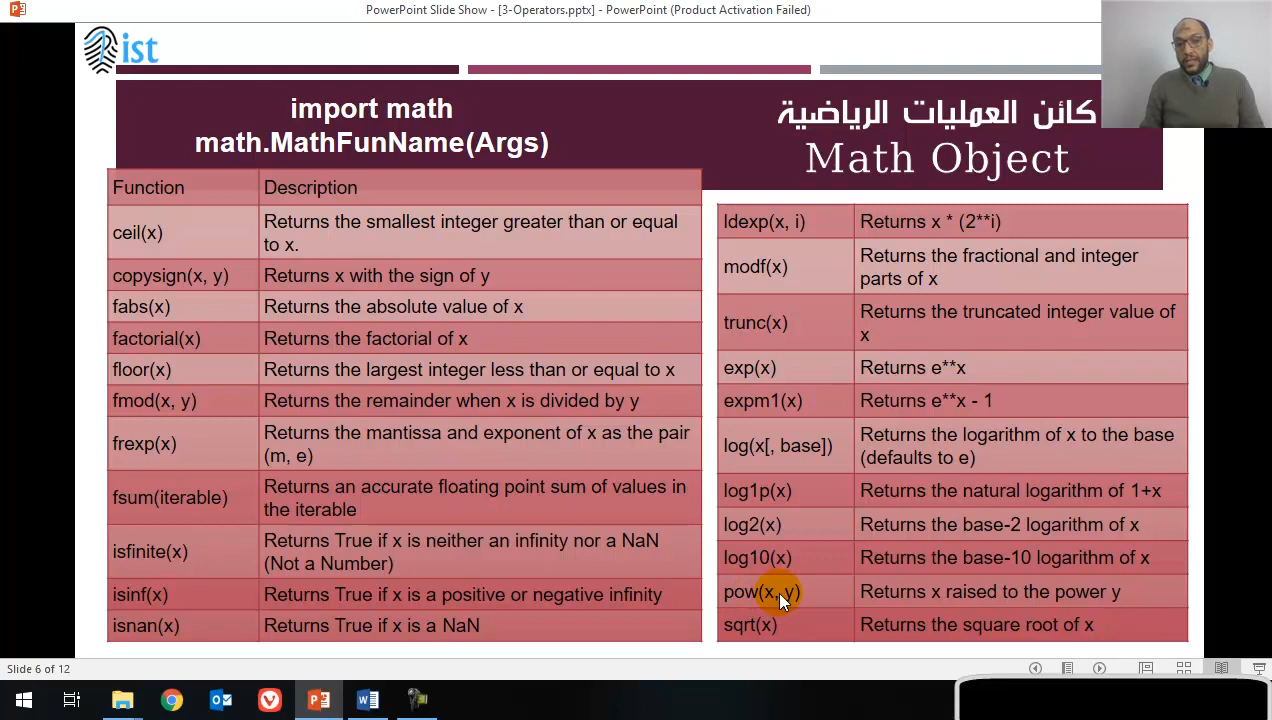 PowerPoint Slide Show - [3-Operators.pptx] - PowerPoint (Product Activation Failed)
ist
import math
math.MathFunName(Args)
كائن العمليات الرياضية
Math Object
Function Description
ceil(x) Returns the smallest integer greater than or equal
to x.
copysign(x, y) Returns x with the sign of y
fabs(x) Returns the absolute value of x
factorial(x) Returns the factorial of x
floor(x) Returns the largest integer less than or equal to x
fmod(x, y) Returns the remainder when x is divided by y
frexp(x) Returns the mantissa and exponent of x as the pair
(m, e)
fsum(iterable) Returns an accurate floating point sum of values in
the iterable
isfinite(x) Returns True if x is neither an infinity nor a NaN
(Not a Number)
isinf(x) Returns True if x is a positive or negative infinity
isnan(x) Returns True if x is a NaN
ldexp(x, i) Returns x * (2**i)
modf(x) Returns the fractional and integer
parts of x
trunc(x) Returns the truncated integer value of
x
exp(x) Returns e**x
expm1(x) Returns e**x - 1
log(x[, base]) Returns the logarithm of x to the base
(defaults to e)
log1p(x) Returns the natural logarithm of 1+x
log2(x) Returns the base-2 logarithm of x
log10(x) Returns the base-10 logarithm of x
pow(x, y) Returns x raised to the power y
sqrt(x) Returns the square root of x
Slide 6 of 12